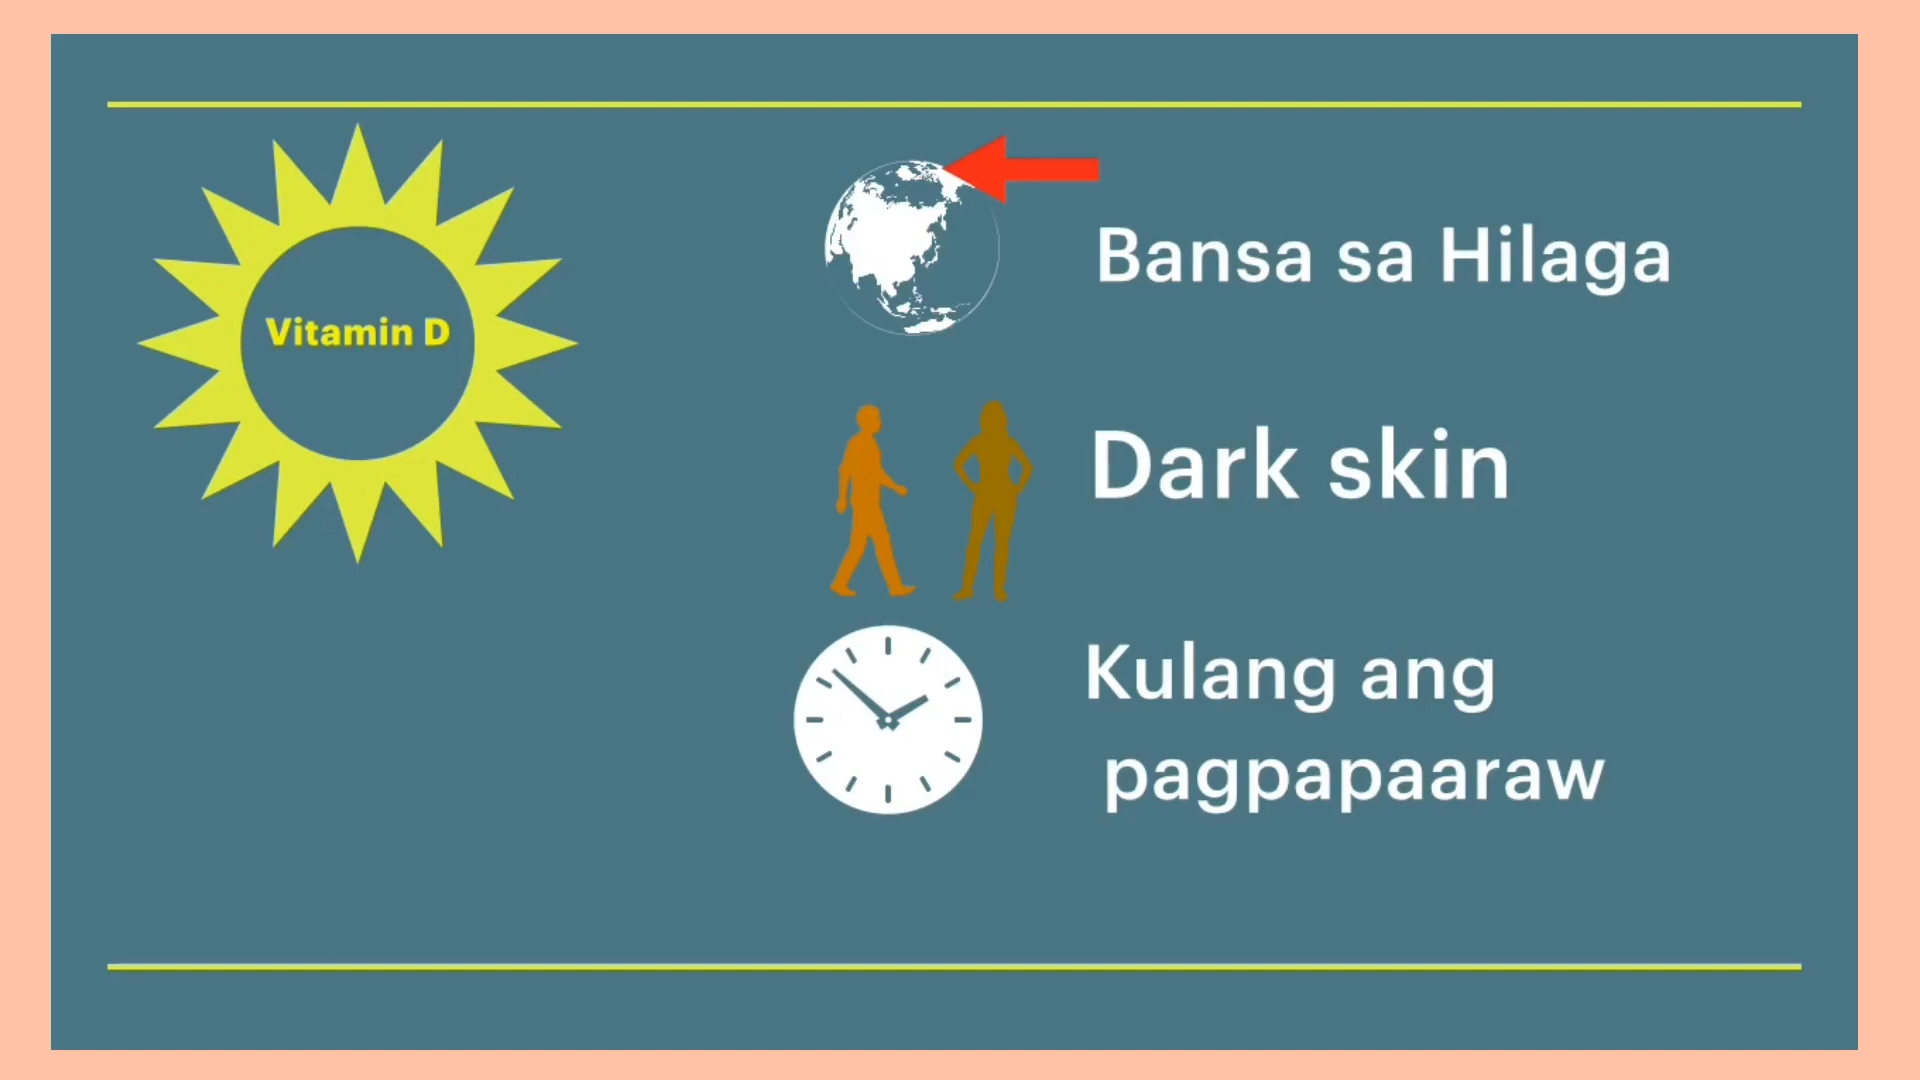 Vitamin D
Bansa sa Hilaga
Dark skin
Kulang ang
pagpapaaraw